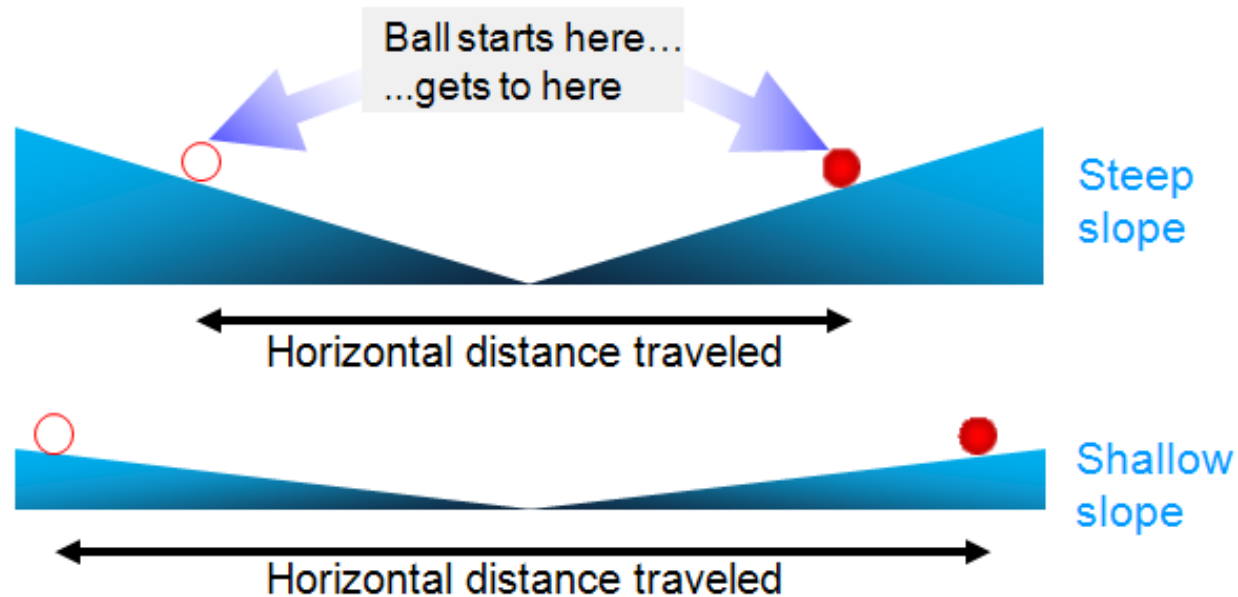 Ball starts here...
...gets to here
Steep
slope
Horizontal distance traveled
Shallow
slope
Horizontal distance traveled